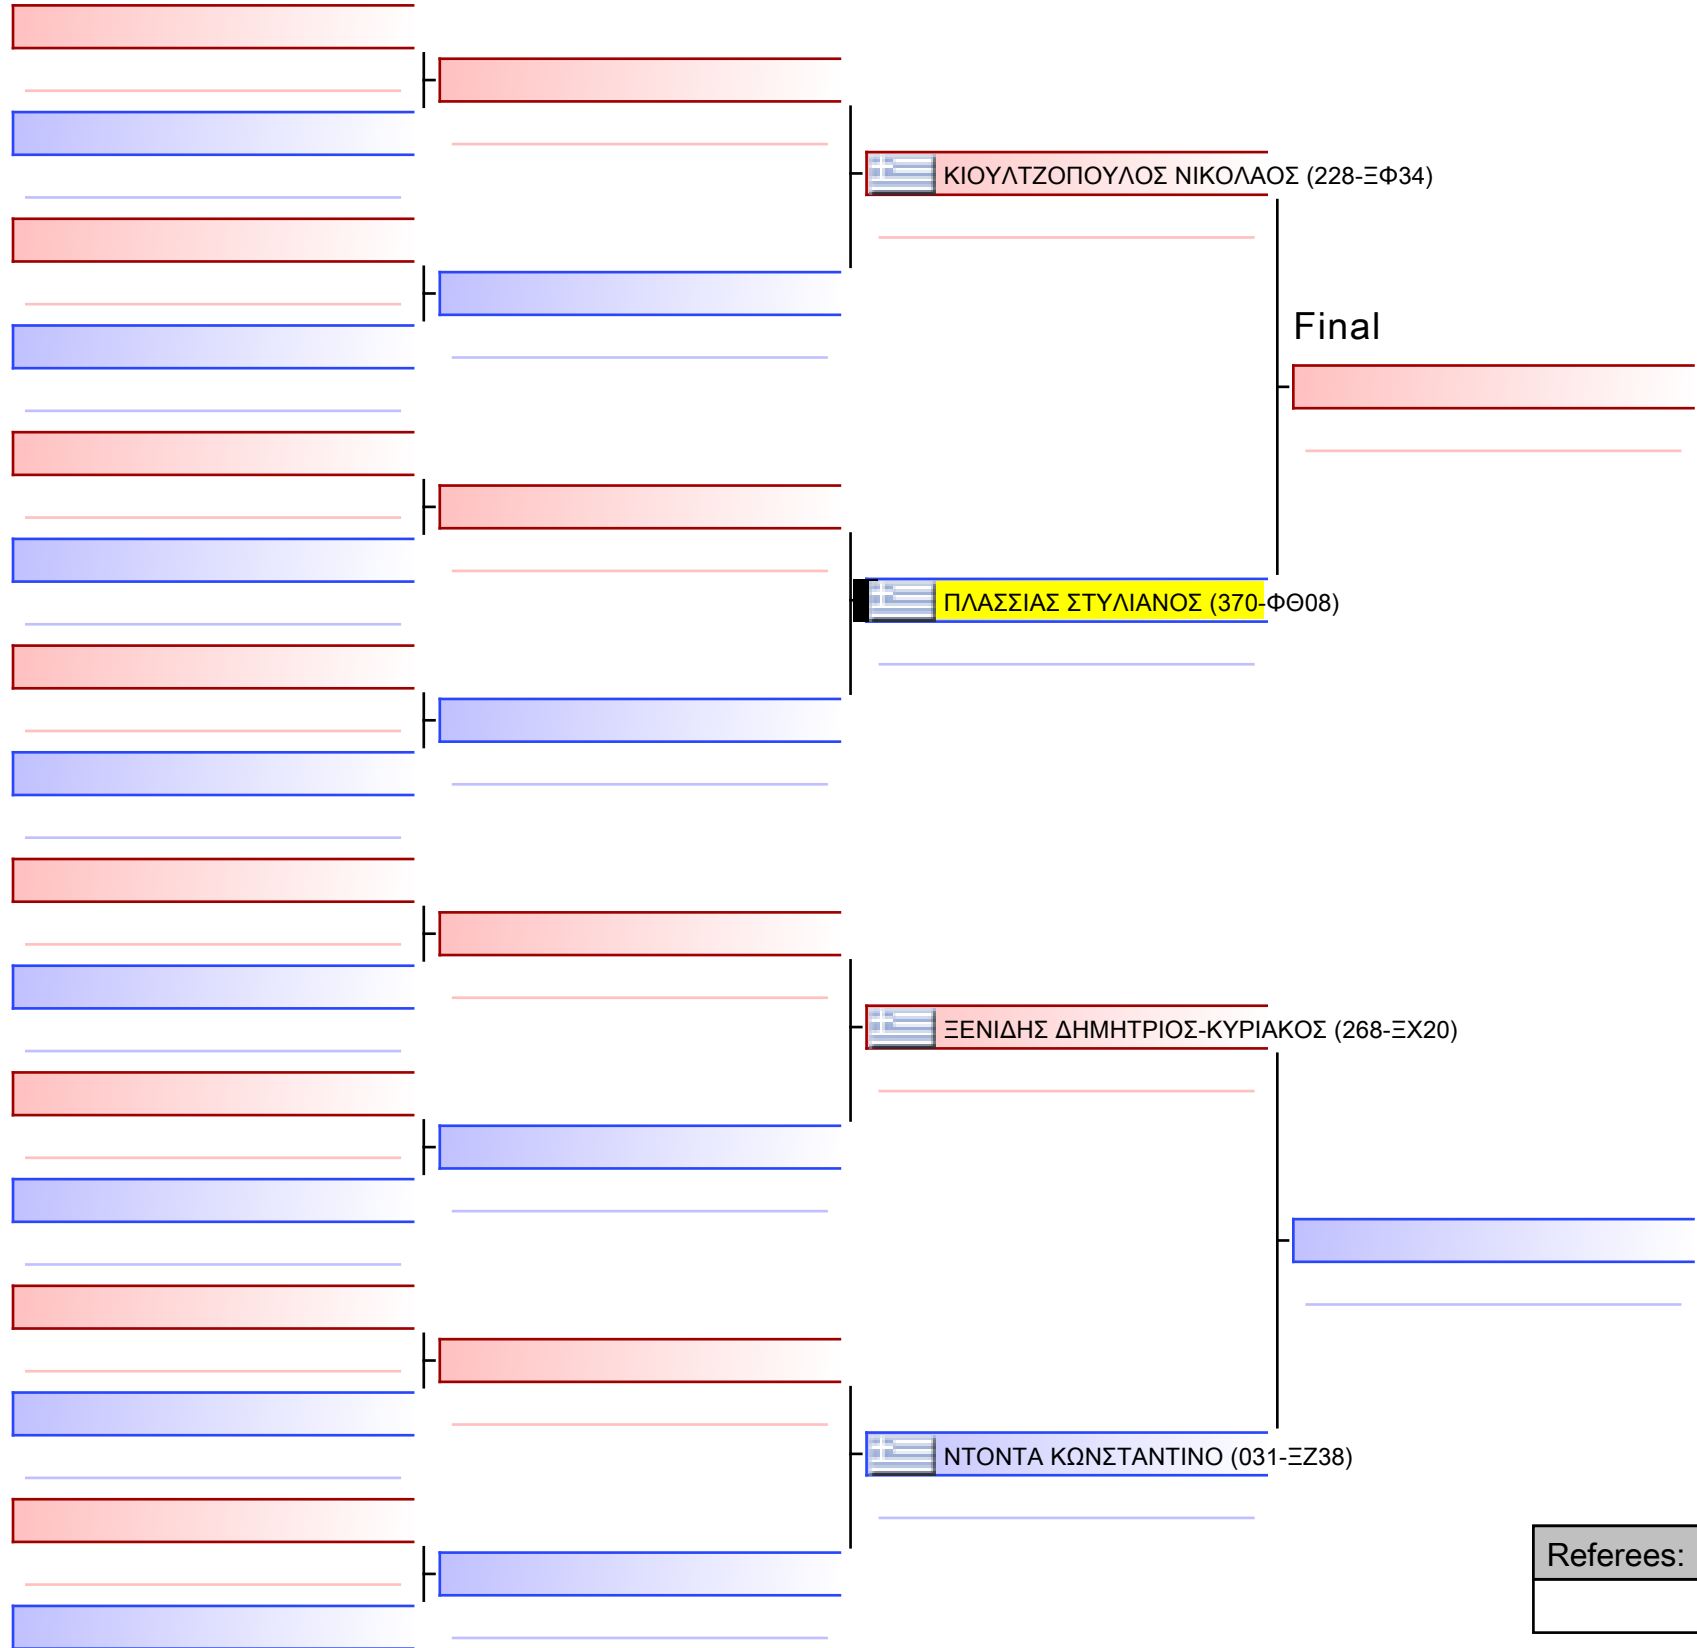 ΚΙΟΥΛΤΖΟΠΟΥΛΟΣ ΝΙΚΟΛΑΟΣ (228-ΞΦ34)
Final
ΠΛΑΣΣΙΑΣ ΣΤΥΛΙΑΝΟΣ (370-ΦΘ08)
ΞΕΝΙΔΗΣ ΔΗΜΗΤΡΙΟΣ-ΚΥΡΙΑΚΟΣ (268-ΞΧ20)
ΝΤΟΝΤΑ ΚΩΝΣΤΑΝΤΙΝΟ (031-ΞΖ38)
Referees: